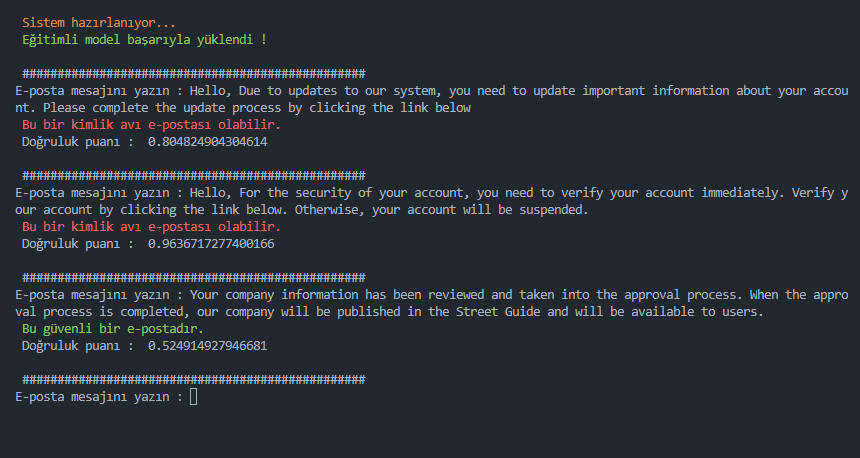 Sistem hazırlanıyor...
Eğitimli model başarıyla yüklendi !
################################################
E-posta mesajını yazın : Hello, Due to updates to our system, you need to update important information about your accou
nt. Please complete the update process by clicking the link below
Bu bir kimlik avı e-postası olabilir.
Doğruluk puanı :  0.804824904304614
################################################
E-posta mesajını yazın : Hello, For the security of your account, you need to verify your account immediately. Verify y
our account by clicking the link below. Otherwise, your account will be suspended.
Bu bir kimlik avı e-postası olabilir.
Doğruluk puanı :  0.9636717277400166
################################################
E-posta mesajını yazın : Your company information has been reviewed and taken into the approval process. When the appro
val process is completed, our company will be published in the Street Guide and will be available to users.
Bu güvenli bir e-postadır.
Doğruluk puanı :  0.524914927946681
################################################
E-posta mesajını yazın :